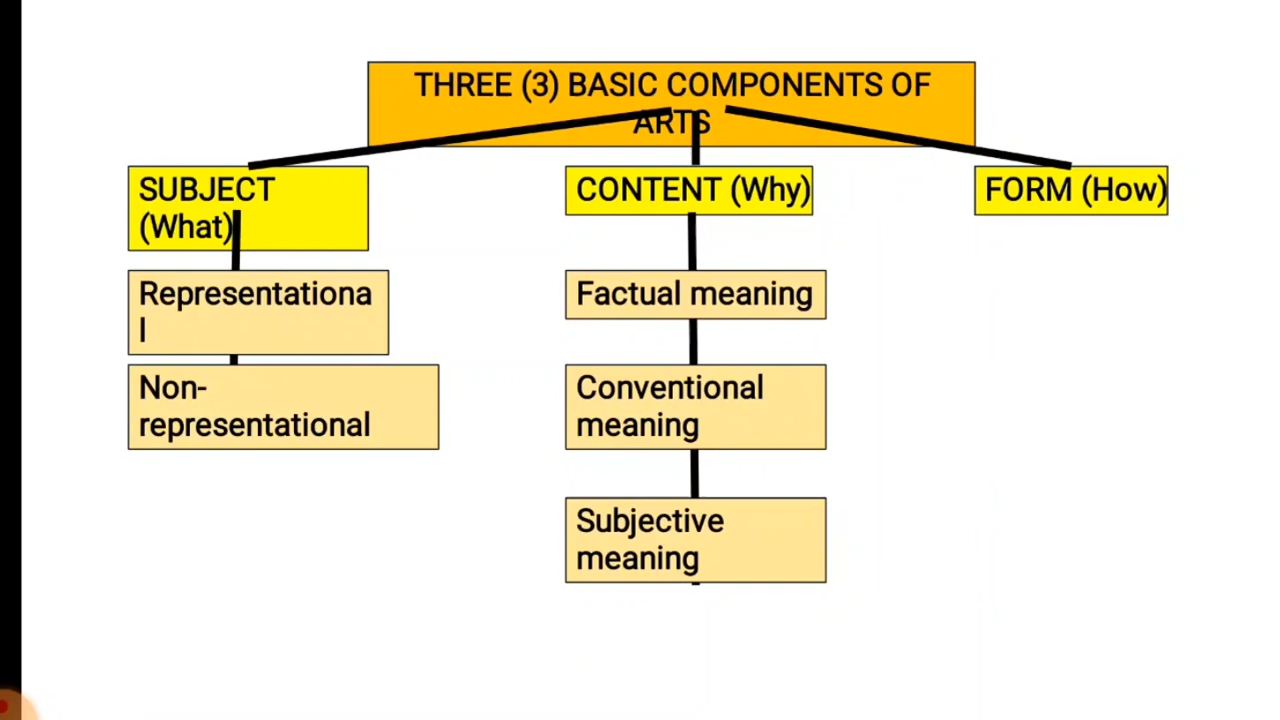 THREE (3) BASIC COMPONENTS OF
ARTS
SUBJECT
(What)
CONTENT (Why)
FORM (How)
Representationa
l
Factual meaning
Non-
representational
Conventional
meaning
Subjective
meaning